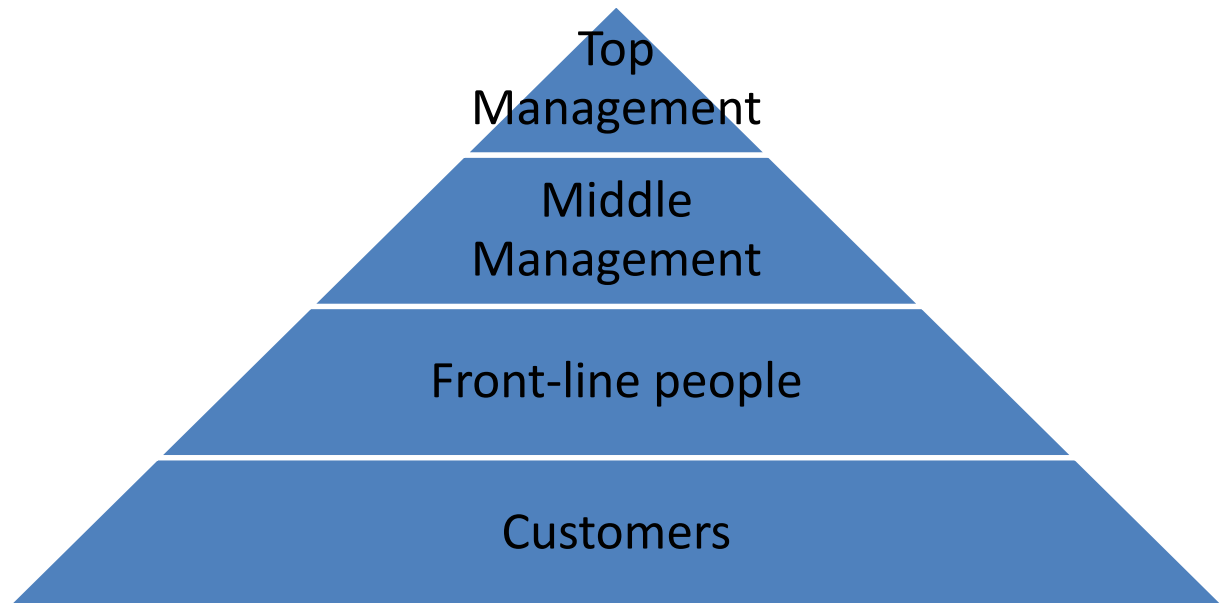 Top
Management
Middle
Management
Front-line people
Customers